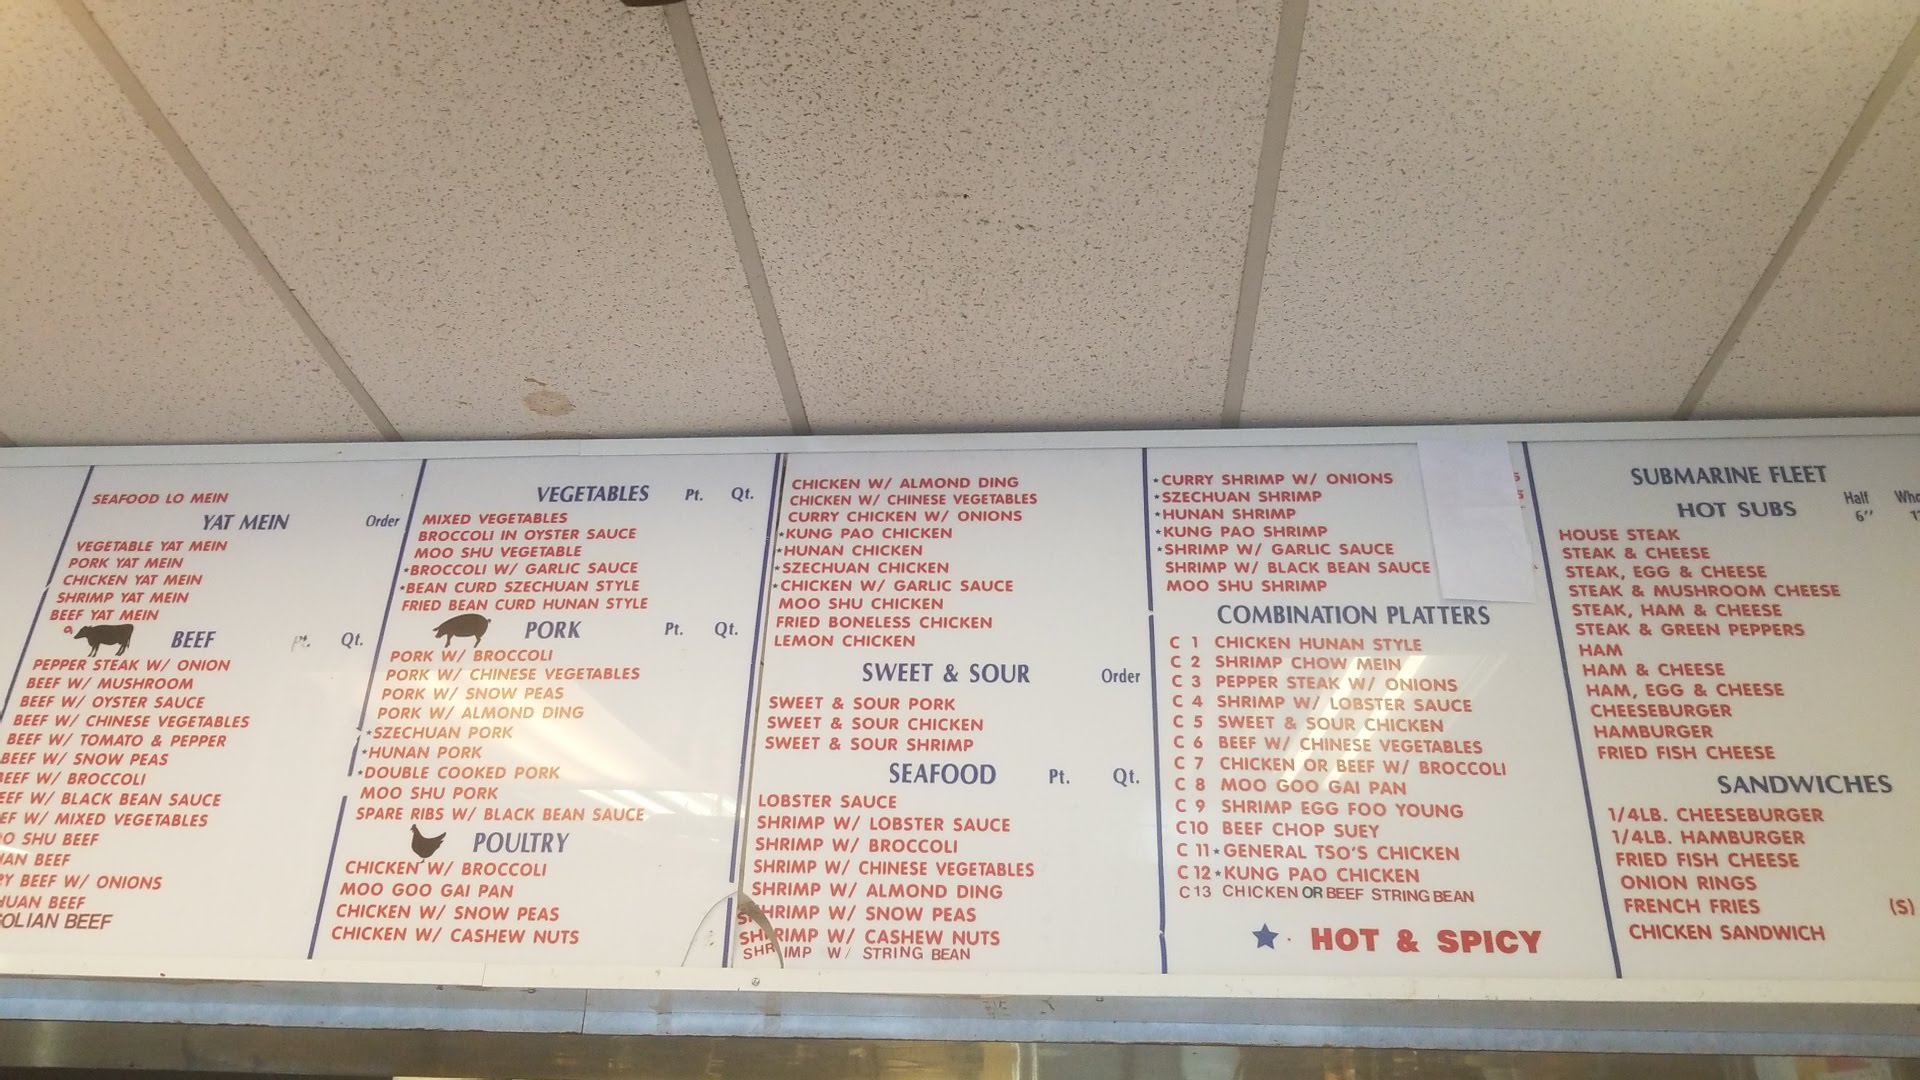 SEAFOOD LO MEIN
YAT MEIN Order
VEGETABLE YAT MEIN
PORK YAT MEIN
CHICKEN YAT MEIN
SHRIMP YAT MEIN
BEEF YAT MEIN
BEEF Pt. Qt.
PEPPER STEAK W/ ONION
BEEF W/ MUSHROOM
BEEF W/ OYSTER SAUCE
BEEF W/ CHINESE VEGETABLES
BEEF W/ TOMATO & PEPPER
BEEF W/ SNOW PEAS
BEEF W/ BROCCOLI
W/ BLACK BEAN SAUCE
W/ MIXED VEGETABLES
SHU BEEF
BEEF
BEEF W/ ONIONS
BEEF
BEEF
VEGETABLES Pt. Qt.
MIXED VEGETABLES
BROCCOLI IN OYSTER SAUCE
MOO SHU VEGETABLE
*BROCCOLI W/ GARLIC SAUCE
*BEAN CURD SZECHUAN STYLE
FRIED BEAN CURD HUNAN STYLE
PORK Pt. Qt.
PORK W/ BROCCOLI
PORK W/ CHINESE VEGETABLES
PORK W/ SNOW PEAS
PORK W/ ALMOND DING
*SZECHUAN PORK
*HUNAN PORK
*DOUBLE COOKED PORK
MOO SHU PORK
SPARE RIBS W/ BLACK BEAN SAUCE
POULTRY
CHICKEN W/ BROCCOLI
MOO GOO GAI PAN
CHICKEN W/ SNOW PEAS
CHICKEN W/ CASHEW NUTS
CHICKEN W/ ALMOND DING
CHICKEN W/ CHINESE VEGETABLES
CURRY CHICKEN W/ ONIONS
*KUNG PAO CHICKEN
*HUNAN CHICKEN
*SZECHUAN CHICKEN
*CHICKEN W/ GARLIC SAUCE
MOO SHU CHICKEN
FRIED BONELESS CHICKEN
LEMON CHICKEN
SWEET & SOUR Order
SWEET & SOUR PORK
SWEET & SOUR CHICKEN
SWEET & SOUR SHRIMP
SEAFOOD Pt. Qt.
LOBSTER SAUCE
SHRIMP W/ LOBSTER SAUCE
SHRIMP W/ BROCCOLI
SHRIMP W/ CHINESE VEGETABLES
SHRIMP W/ ALMOND DING
SHRIMP W/ SNOW PEAS
SHRIMP W/ CASHEW NUTS
SHRIMP W/ STRING BEAN
*CURRY SHRIMP W/ ONIONS
*SZECHUAN SHRIMP
*HUNAN SHRIMP
*KUNG PAO SHRIMP
*SHRIMP W/ GARLIC SAUCE
SHRIMP W/ BLACK BEAN SAUCE
MOO SHU SHRIMP
COMBINATION PLATTERS
C 1 CHICKEN HUNAN STYLE
C 2 SHRIMP CHOW MEIN
C 3 PEPPER STEAK W/ ONIONS
C 4 SHRIMP W/ LOBSTER SAUCE
C 5 SWEET & SOUR CHICKEN
C 6 BEEF W/ CHINESE VEGETABLES
C 7 CHICKEN OR BEEF W/ BROCCOLI
C 8 MOO GOO GAI PAN
C 9 SHRIMP EGG FOO YOUNG
C10 BEEF CHOP SUEY
C 11 *GENERAL TSO'S CHICKEN
C 12 *KUNG PAO CHICKEN
C13 CHICKEN OR BEEF STRING BEAN
★ HOT & SPICY
SUBMARINE FLEET
HOT SUBS Half
6"
HOUSE STEAK
STEAK & CHEESE
STEAK, EGG & CHEESE
STEAK & MUSHROOM CHEESE
STEAK, HAM & CHEESE
STEAK & GREEN PEPPERS
HAM
HAM & CHEESE
HAM, EGG & CHEESE
CHEESEBURGER
HAMBURGER
FRIED FISH CHEESE
SANDWICHES
1/4LB. CHEESEBURGER
1/4LB. HAMBURGER
FRIED FISH CHEESE
ONION RINGS
FRENCH FRIES (S)
CHICKEN SANDWICH